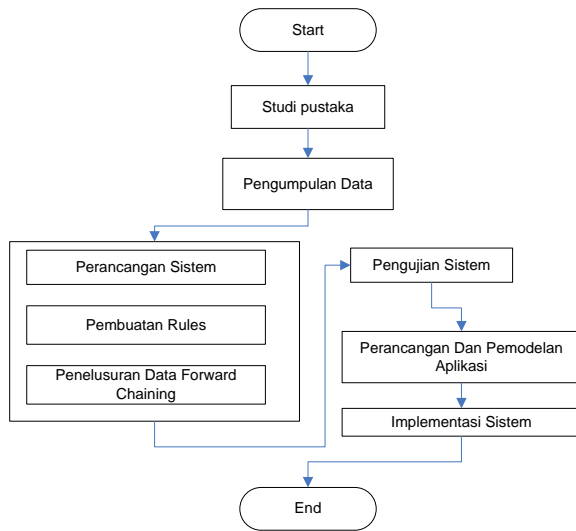 Start
Studi pustaka
Pengumpulan Data
Perancangan Sistem
Pembuatan Rules
Penelusuran Data Forward
Chaining
Pengujian Sistem
Perancangan Dan Pemodelan
Aplikasi
Implementasi Sistem
End